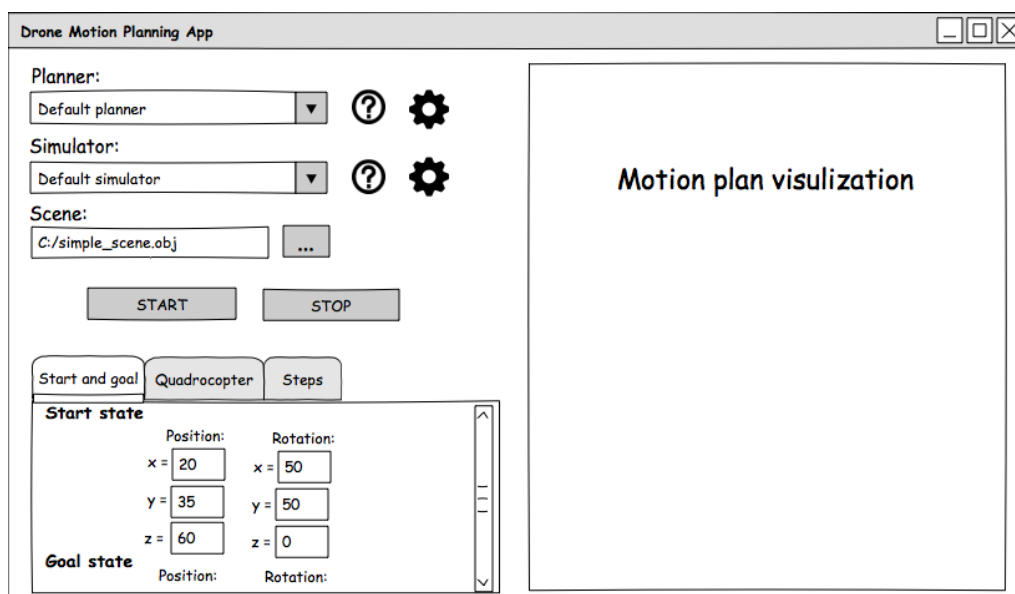 Drone Motion Planning App
Planner:
Default planner
Simulator:
Default simulator
Scene:
C:/simple_scene.obj
...
START
STOP
Motion plan visulization
Start and goal
Quadrocopter
Steps
Start state
Position:
Rotation:
x = 20
x = 50
y = 35
y = 50
z = 60
z = 0
Goal state
Position:
Rotation: